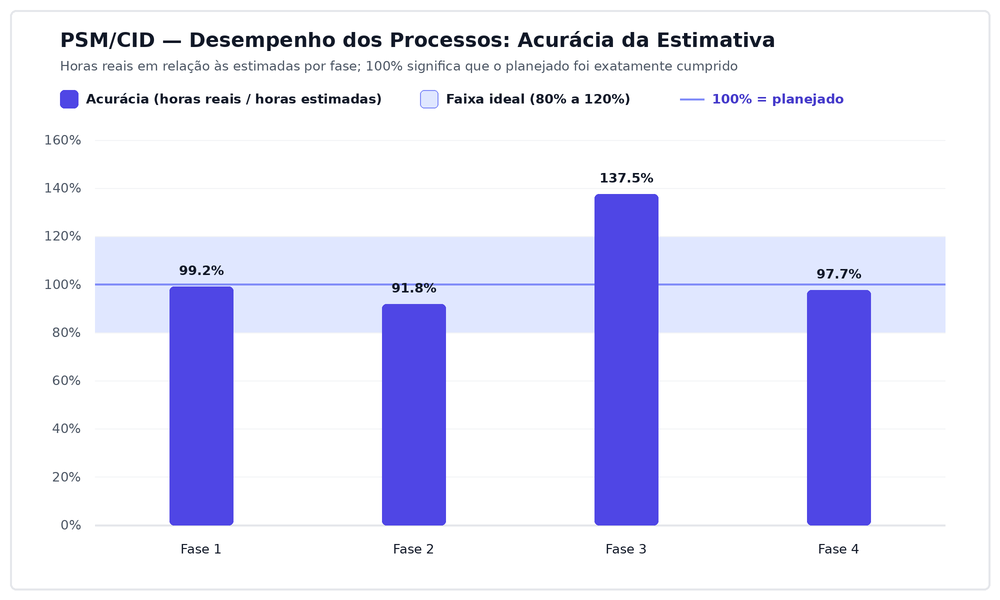 PSM/CID — Desempenho dos Processos: Acurácia da Estimativa
Horas reais em relação às estimadas por fase; 100% significa que o planejado foi exatamente cumprido
Acurácia (horas reais / horas estimadas)
Faixa ideal (80% a 120%)
100% = planejado
160%
140%
120%
100%
80%
60%
40%
20%
0%
99.2%
91.8%
137.5%
97.7%
Fase 1
Fase 2
Fase 3
Fase 4